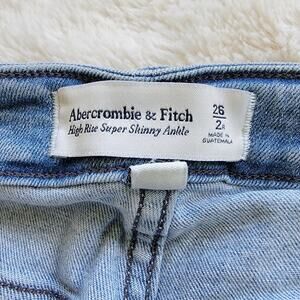 Abercrombie & Fitch
High Rise Super Skinny Ankle
26
2R
MADE IN
GUATEMALA